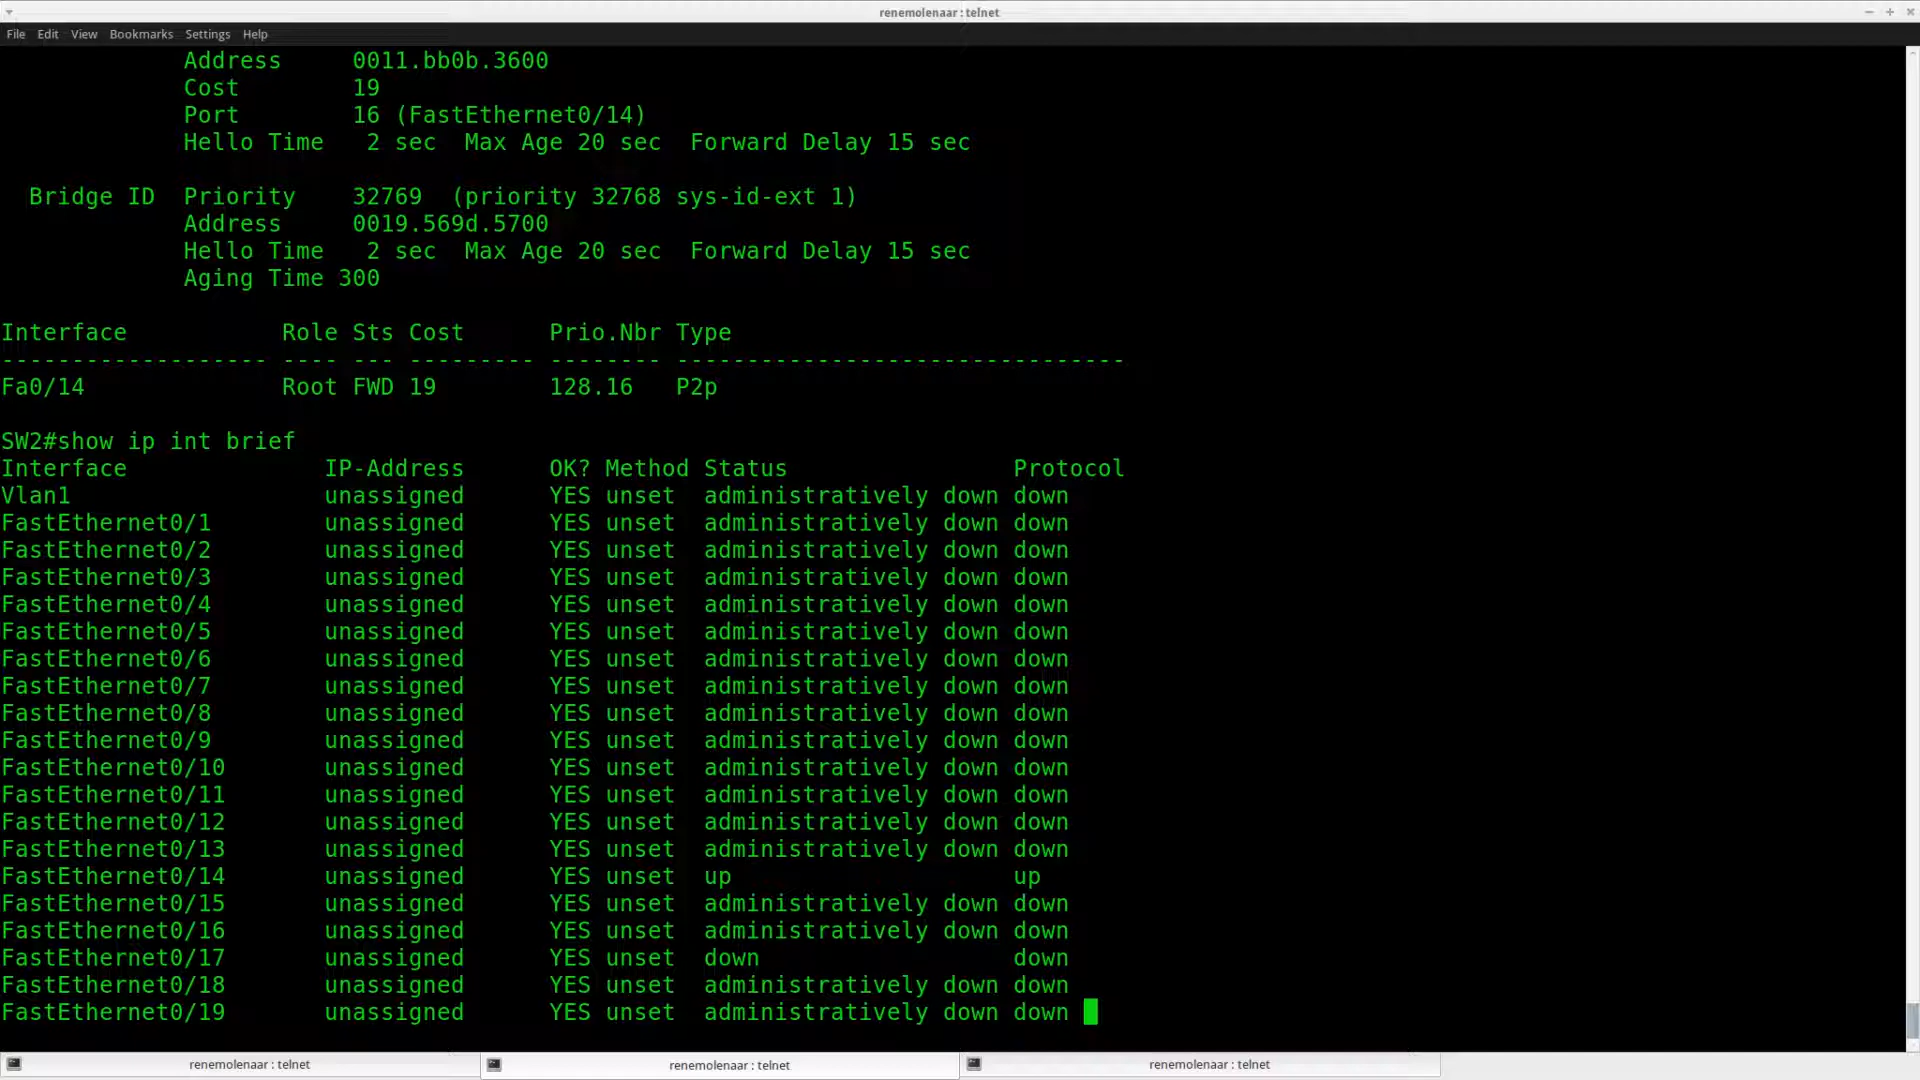 renemolenaar : telnet
File Edit View Bookmarks Settings Help
             Address     0011.bb0b.3600
             Cost        19
             Port        16 (FastEthernet0/14)
             Hello Time   2 sec  Max Age 20 sec  Forward Delay 15 sec

  Bridge ID  Priority    32769  (priority 32768 sys-id-ext 1)
             Address     0019.569d.5700
             Hello Time   2 sec  Max Age 20 sec  Forward Delay 15 sec
             Aging Time 300

Interface           Role Sts Cost      Prio.Nbr Type
------------------- ---- --- --------- -------- --------------------------------
Fa0/14              Root FWD 19        128.16   P2p

SW2#show ip int brief
Interface              IP-Address      OK? Method Status                Protocol
Vlan1                  unassigned      YES unset  administratively down down
FastEthernet0/1        unassigned      YES unset  administratively down down
FastEthernet0/2        unassigned      YES unset  administratively down down
FastEthernet0/3        unassigned      YES unset  administratively down down
FastEthernet0/4        unassigned      YES unset  administratively down down
FastEthernet0/5        unassigned      YES unset  administratively down down
FastEthernet0/6        unassigned      YES unset  administratively down down
FastEthernet0/7        unassigned      YES unset  administratively down down
FastEthernet0/8        unassigned      YES unset  administratively down down
FastEthernet0/9        unassigned      YES unset  administratively down down
FastEthernet0/10       unassigned      YES unset  administratively down down
FastEthernet0/11       unassigned      YES unset  administratively down down
FastEthernet0/12       unassigned      YES unset  administratively down down
FastEthernet0/13       unassigned      YES unset  administratively down down
FastEthernet0/14       unassigned      YES unset  up                    up
FastEthernet0/15       unassigned      YES unset  administratively down down
FastEthernet0/16       unassigned      YES unset  administratively down down
FastEthernet0/17       unassigned      YES unset  down                  down
FastEthernet0/18       unassigned      YES unset  administratively down down
FastEthernet0/19       unassigned      YES unset  administratively down down
renemolenaar : telnet renemolenaar : telnet renemolenaar : telnet